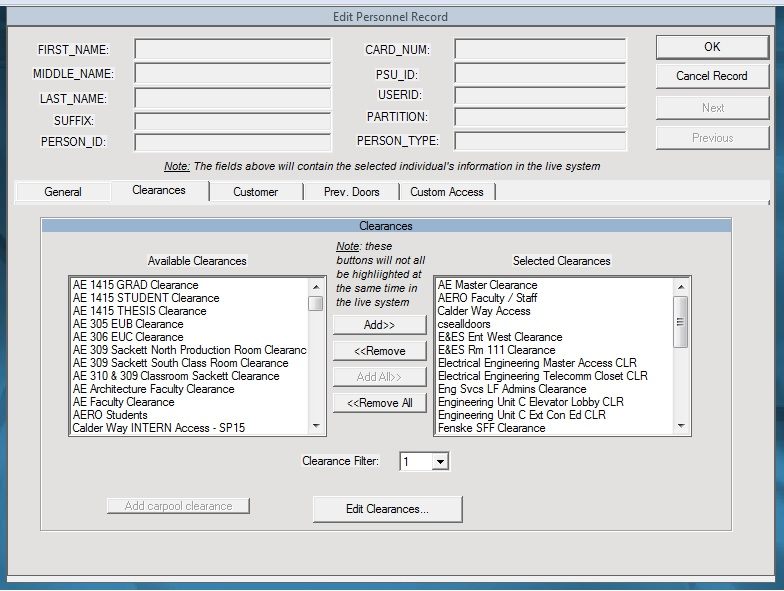 Edit Personnel Record
FIRST_NAME:
MIDDLE_NAME:
LAST_NAME:
SUFFIX:
PERSON_ID:
CARD_NUM:
PSU_ID:
USERID:
PARTITION:
PERSON_TYPE:
OK
Cancel Record
Next
Previous
Note: The fields above will contain the selected individual's information in the live system
General
Clearances
Customer
Prev. Doors
Custom Access
Clearances
Available Clearances
AE 1415 GRAD Clearance
AE 1415 STUDENT Clearance
AE 1415 THESIS Clearance
AE 305 EUB Clearance
AE 306 EUC Clearance
AE 309 Sackett North Production Room Clearanc
AE 309 Sackett South Class Room Clearance
AE 310 & 309 Classroom Sackett Clearance
AE Architecture Faculty Clearance
AE Faculty Clearance
AERO Students
Calder Way INTERN Access - SP15
Note: these
buttons will not all
be highliighted at
the same time in
the live system
Add>>
<<Remove
Add All>>
<<Remove All
Selected Clearances
AE Master Clearance
AERO Faculty / Staff
Calder Way Access
csealldoors
E&ES Ent West Clearance
E&ES Rm 111 Clearance
Electrical Engineering Master Access CLR
Electrical Engineering Telecomm Closet CLR
Eng Svcs LF Admins Clearance
Engineering Unit C Elevator Lobby CLR
Engineering Unit C Ext Con Ed CLR
Fenske SFF Clearance
Clearance Filter: 1
Add carpool clearance
Edit Clearances...